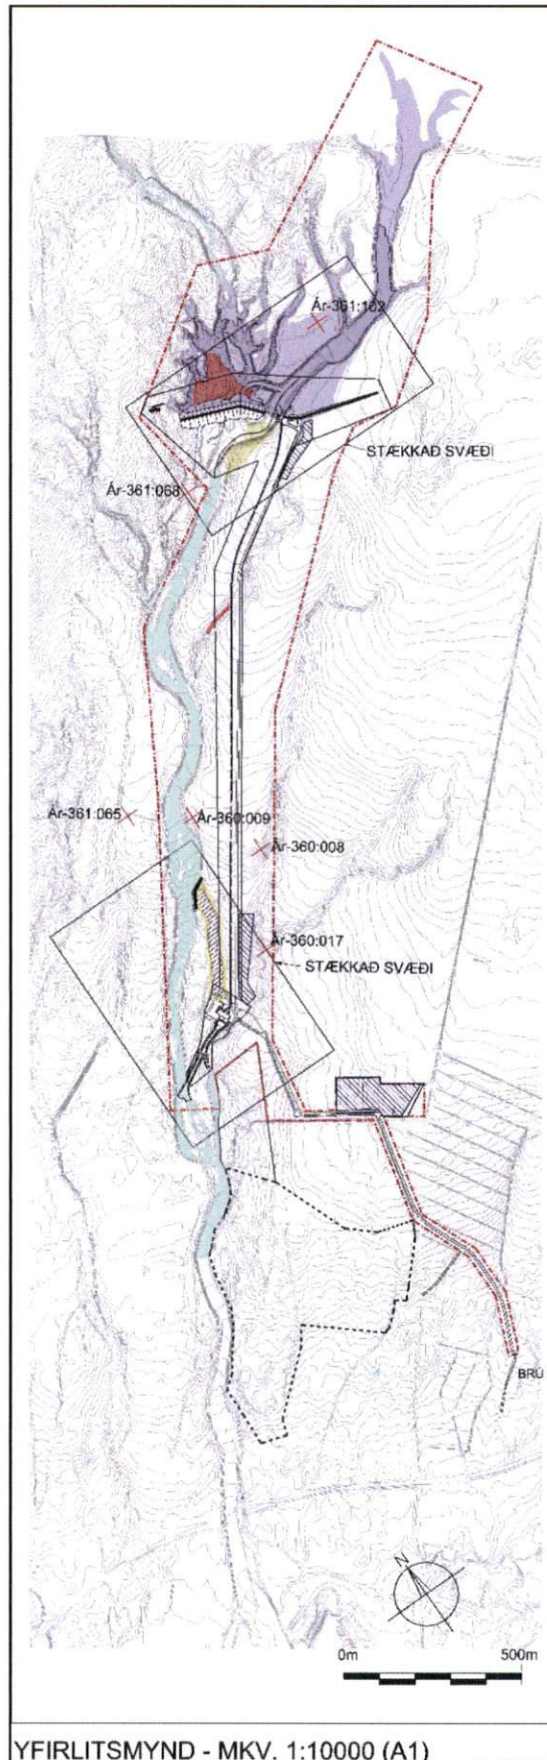 Ár-361:102
STÆKKAÐ SVÆÐI
Ár-361:068
Ár-361:065
Ár-360:009
Ár-360:008
Ár-360:017
STÆKKAÐ SVÆÐI
BRÚ
N
0m 500m
YFIRLITSMYND - MKV. 1:10000 (A1)